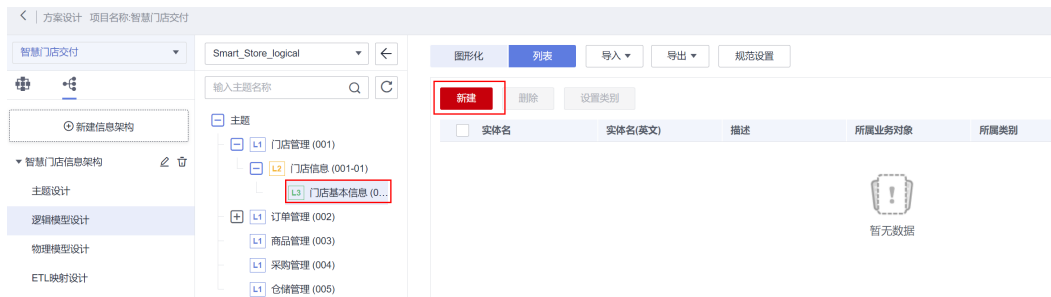 方案设计 项目名称:智慧门店交付
智慧门店交付
新建信息架构
智慧门店信息架构
主题设计
逻辑模型设计
物理模型设计
ETL映射设计
Smart_Store_logical
输入主题名称
主题
L1 门店管理 (001)
L2 门店信息 (001-01)
L3 门店基本信息 (0...
L1 订单管理 (002)
L1 商品管理 (003)
L1 采购管理 (004)
L1 仓储管理 (005)
图形化 列表 导入 导出 规范设置
新建 删除 设置类别
实体名 实体名(英文) 描述 所属业务对象 所属类别
暂无数据